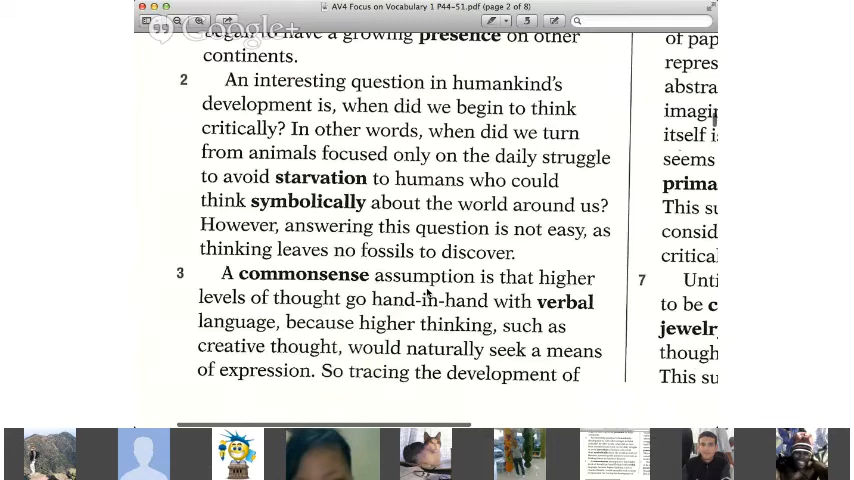 AV4 Focus on Vocabulary 1 P44-51.pdf (page 2 of 8)
Google+
began to have a growing presence on other
continents.
2 An interesting question in humankind's
development is, when did we begin to think
critically? In other words, when did we turn
from animals focused only on the daily struggle
to avoid starvation to humans who could
think symbolically about the world around us?
However, answering this question is not easy, as
thinking leaves no fossils to discover.
3 A commonsense assumption is that higher
levels of thought go hand-in-hand with verbal
language, because higher thinking, such as
creative thought, would naturally seek a means
of expression. So tracing the development of
of pap
repres
abstra
imagin
itself is
seems
prima
This su
consid
critical
7 Unti
to be c
jewelr
though
This su